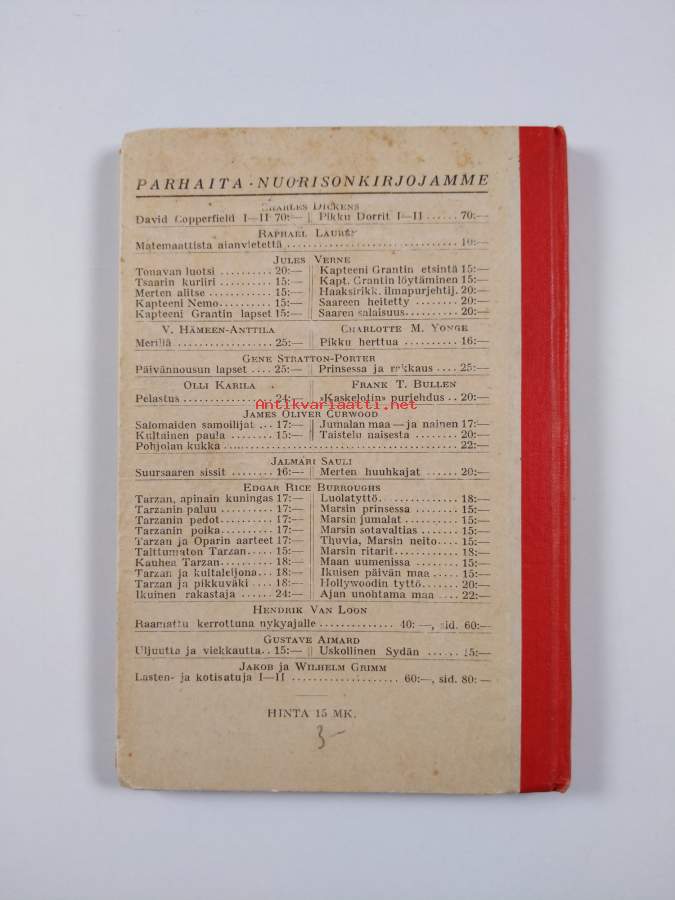 PARHAITA · NUORISONKIRJOJAMME
CHARLES DICKENS
David Copperfield I—II 70:— Pikku Dorrit I—II ...... 70:—
RAPHAEL LAURÉY
Matemaattista ajanvietettä .................... 10:—
JULES VERNE
Tonavan luotsi .......... 20:— Kapteeni Grantin etsintä 15:—
Tsaarin kuriiri .......... 15:— Kapt. Grantin löytäminen 15:—
Merten alitse ............ 15:— Haaksirikk. ilmapurjehtij. 20:—
Kapteeni Nemo.......... 15:— Saareen heitetty ........ 20:—
Kapteeni Grantin lapset 15:— Saaren salaisuus.......... 20:—
V. HÄMEEN-ANTTILA CHARLOTTE M. YONGE
Merillä .................. 25:— Pikku herttua .......... 16:—
GENE STRATTON-PORTER
Päivännousun lapset .... 25:— Prinsessa ja rakkaus .... 25:—
OLLI KARILA FRANK T. BULLEN
Pelastus ................ 24:— »Kaskelotin» purjehdus .. 20:—
Antikvariaatti.net
JAMES OLIVER CURWOOD
Salomaiden samoilijat .... 17:— Jumalan maa — ja nainen 17:—
Kultainen paula ........ 15:— Taistelu naisesta ........ 20:—
Pohjolan kukka .................... 22:—
JALMARI SAULI
Suursaaren sissit ........ 16:— Merten huuhkajat ...... 20:—
EDGAR RICE BURROUGHS
Tarzan, apinain kuningas 17:— Luolatyttö.............. 18:—
Tarzanin paluu .......... 17:— Marsin prinsessa ........ 15:—
Tarzanin pedot.......... 17:— Marsin jumalat .......... 15:—
Tarzanin poika.......... 17:— Marsin sotavaltias ...... 15:—
Tarzan ja Oparin aarteet 17:— Thuvia, Marsin neito.... 15:—
Talttumaton Tarzan...... 15:— Marsin ritarit............ 18:—
Kauhea Tarzan.......... 18:— Maan uumenissa ........ 15:—
Tarzan ja kultaleijona... 18:— Ikuisen päivän maa .... 15:—
Tarzan ja pikkuväki .... 18:— Hollywoodin tyttö...... 20:—
Ikuinen rakastaja ...... 24:— Ajan unohtama maa .... 22:—
HENDRIK VAN LOON
Raamattu kerrottuna nykyajalle .............. 40:—, sid. 60:—
GUSTAVE AIMARD
Uljuutta ja viekkautta.. 15:— Uskollinen Sydän ...... 15:—
JAKOB ja WILHELM GRIMM
Lasten- ja kotisatuja I—II .................... 60:—, sid. 80:—
HINTA 15 MK.
3-